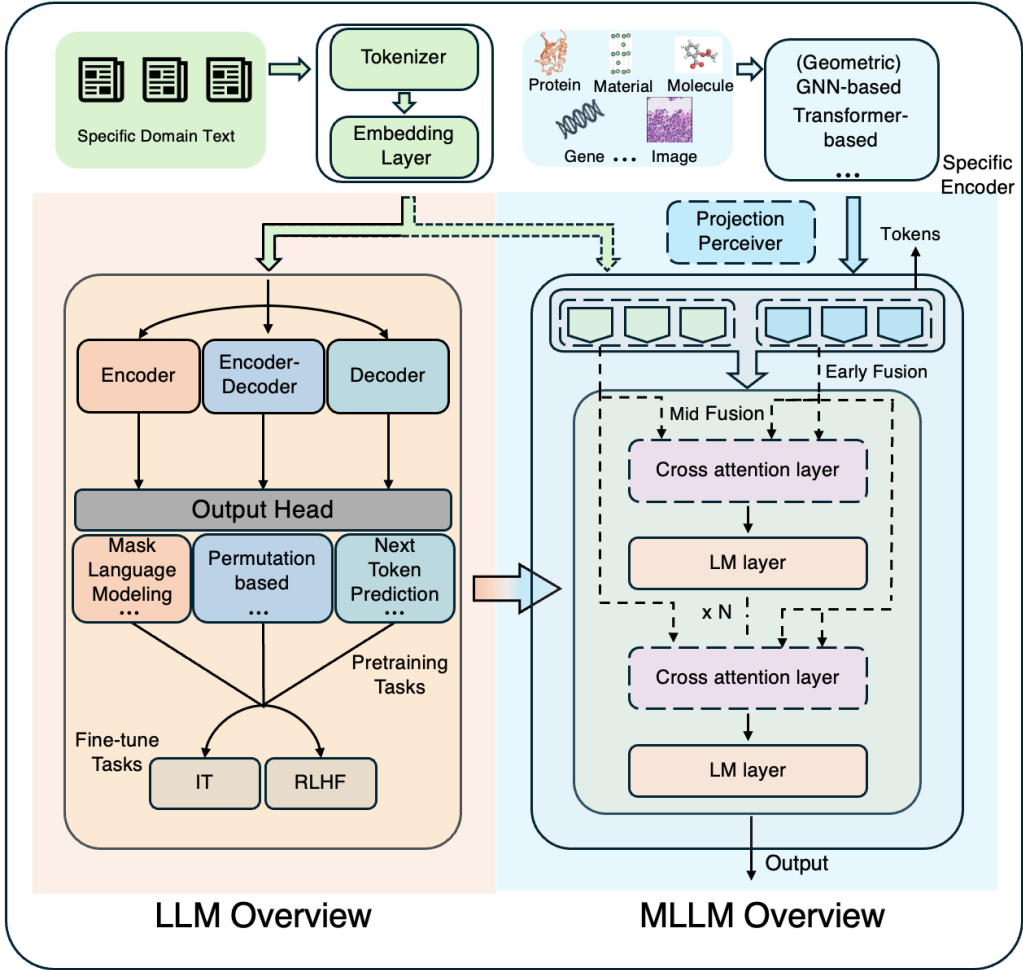 Specific Domain Text
Tokenizer
Embedding
Layer
Protein
Material
Molecule
Gene ... Image
(Geometric)
GNN-based
Transformer-
based
...
Specific
Encoder
Projection
Perceiver
Tokens
Encoder
Encoder-
Decoder
Decoder
Output Head
Mask
Language
Modeling
...
Permutation
based
...
Next
Token
Prediction
...
Pretraining
Tasks
Fine-tune
Tasks
IT
RLHF
Early Fusion
Mid Fusion
Cross attention layer
LM layer
x N
Cross attention layer
LM layer
Output
LLM Overview
MLLM Overview